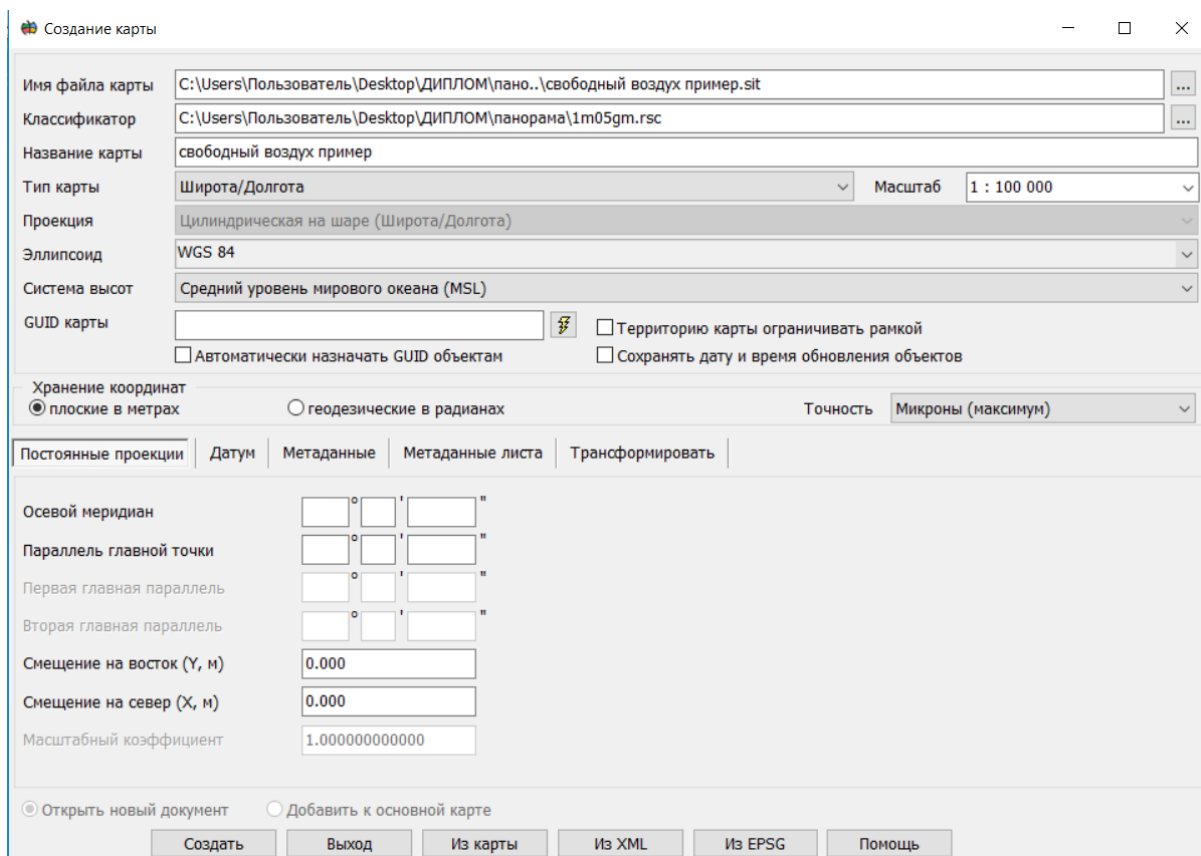 Создание карты
Имя файла карты C:\Users\Пользователь\Desktop\ДИПЛОМ\пано..\свободный воздух пример.sit ...
Классификатор C:\Users\Пользователь\Desktop\ДИПЛОМ\панорама\1m05gm.rsc ...
Название карты свободный воздух пример
Тип карты Широта/Долгота Масштаб 1 : 100 000
Проекция Цилиндрическая на шаре (Широта/Долгота)
Эллипсоид WGS 84
Система высот Средний уровень мирового океана (MSL)
GUID карты Территорию карты ограничивать рамкой
Автоматически назначать GUID объектам Сохранять дату и время обновления объектов
Хранение координат
плоские в метрах геодезические в радианах Точность Микроны (максимум)
Постоянные проекции Датум Метаданные Метаданные листа Трансформировать
Осевой меридиан ° ' "
Параллель главной точки ° ' "
Первая главная параллель ° ' "
Вторая главная параллель ° ' "
Смещение на восток (Y, м) 0.000
Смещение на север (X, м) 0.000
Масштабный коэффициент 1.000000000000
Открыть новый документ Добавить к основной карте
Создать Выход Из карты Из XML Из EPSG Помощь